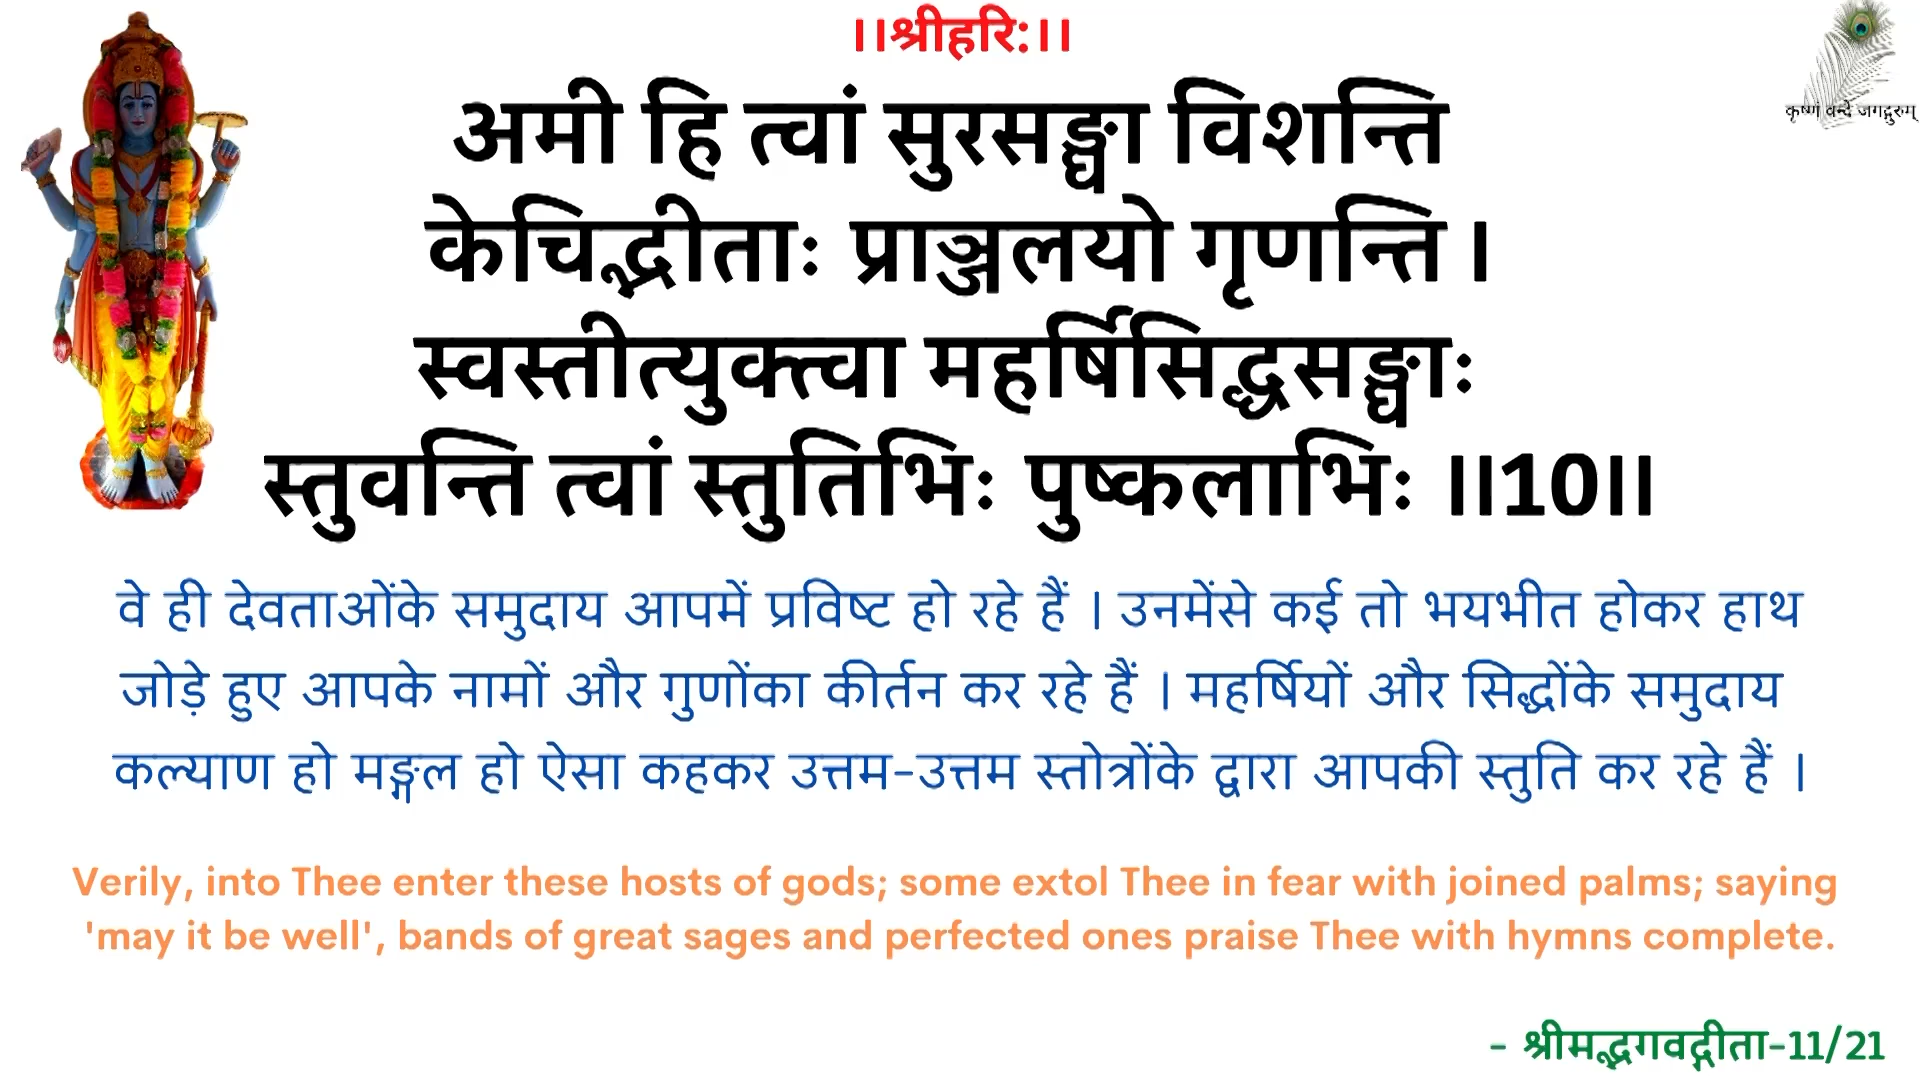 ।।श्रीहरि:।।
कृष्णं वन्दे जगद्गुरुम्
अमी हि त्वां सुरसङ्घा विशन्ति
केचिद्भीताः प्राञ्जलयो गृणन्ति ।
स्वस्तीत्युक्त्वा महर्षिसिद्धसङ्घाः
स्तुवन्ति त्वां स्तुतिभिः पुष्कलाभिः ।।10।।
वे ही देवताओंके समुदाय आपमें प्रविष्ट हो रहे हैं । उनमेंसे कई तो भयभीत होकर हाथ
जोड़े हुए आपके नामों और गुणोंका कीर्तन कर रहे हैं । महर्षियों और सिद्धोंके समुदाय
कल्याण हो मङ्गल हो ऐसा कहकर उत्तम-उत्तम स्तोत्रोंके द्वारा आपकी स्तुति कर रहे हैं ।
Verily, into Thee enter these hosts of gods; some extol Thee in fear with joined palms; saying
'may it be well', bands of great sages and perfected ones praise Thee with hymns complete.
- श्रीमद्भगवद्गीता-11/21